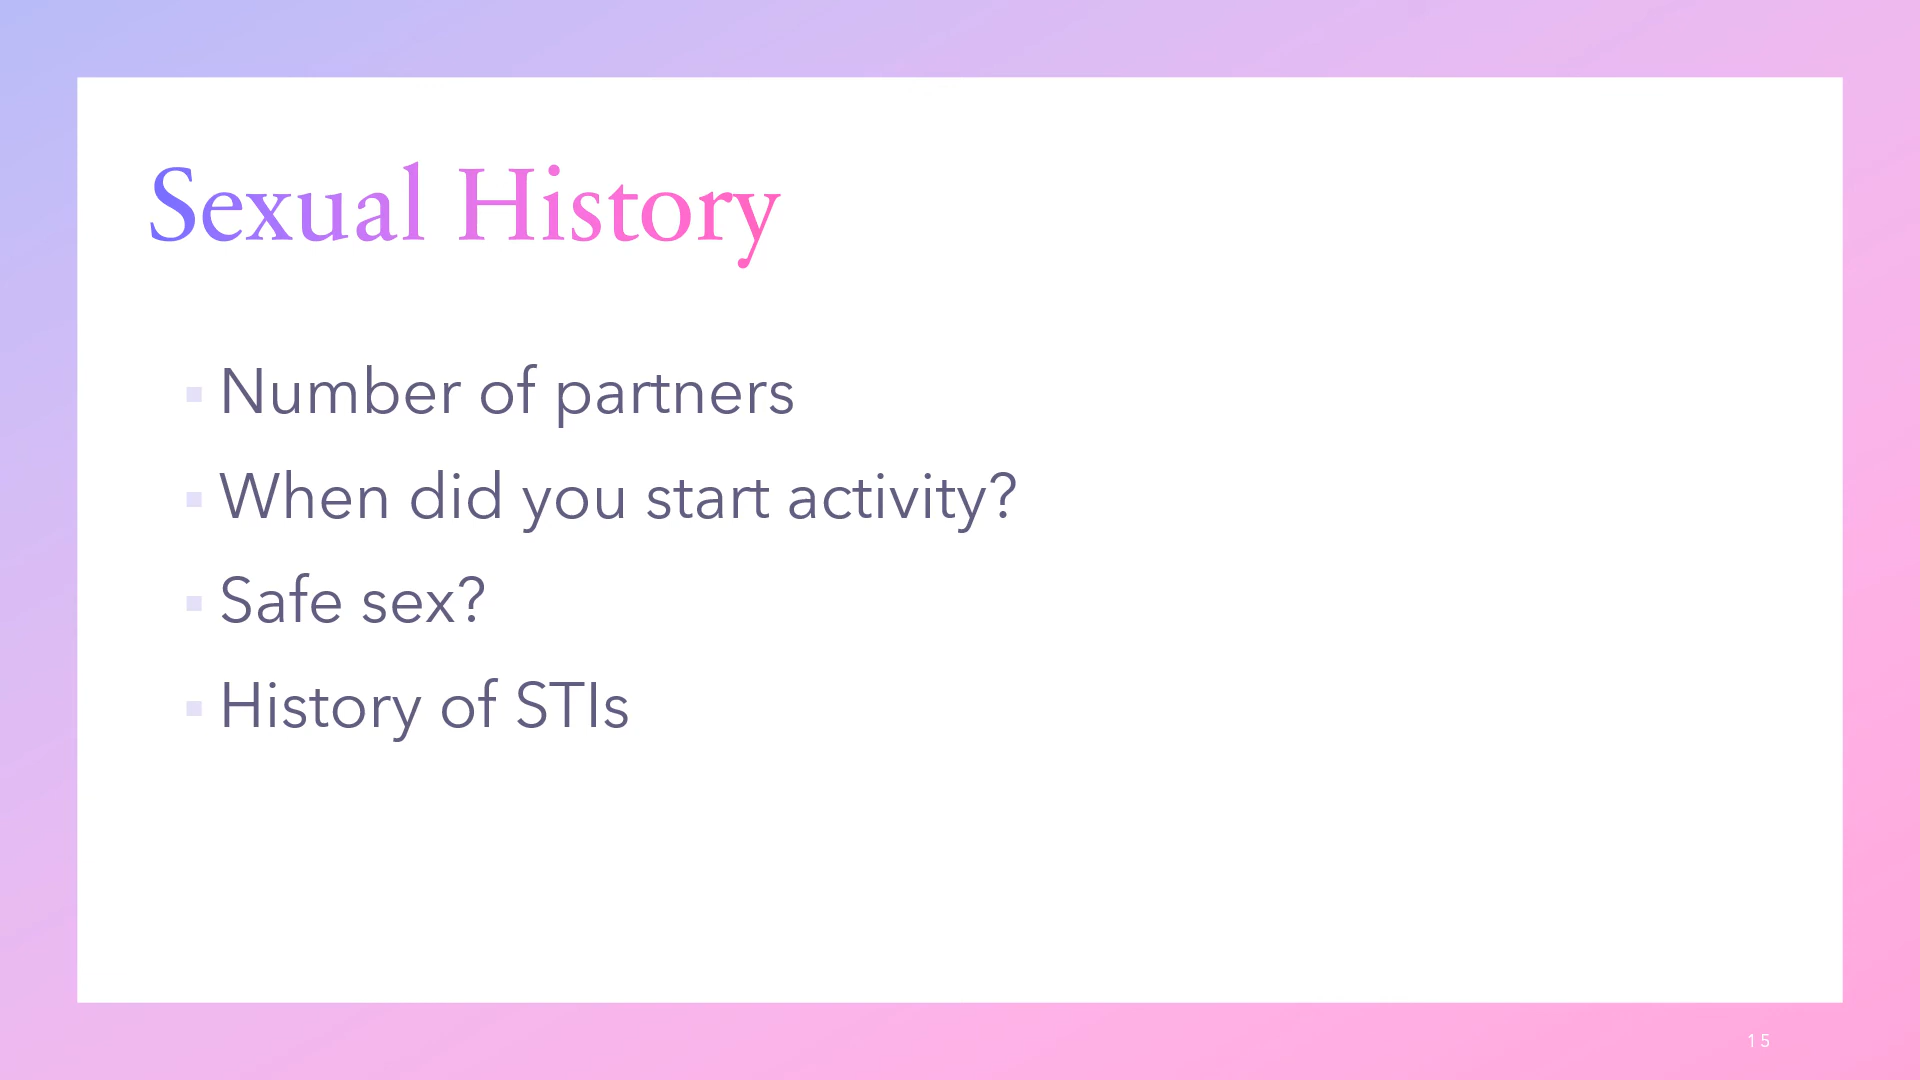 Sexual History
▪ Number of partners
▪ When did you start activity?
▪ Safe sex?
▪ History of STIs
15